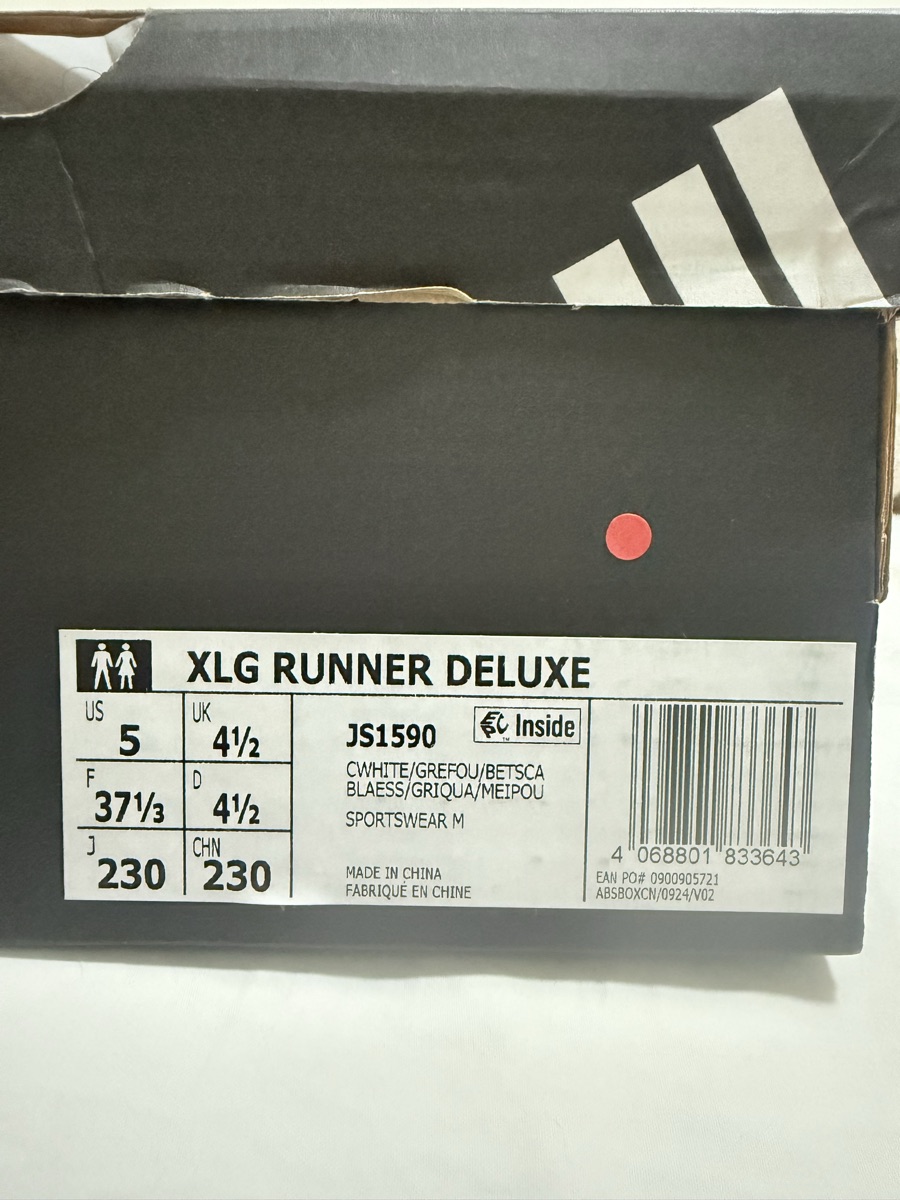 XLG RUNNER DELUXE
US
5
UK
4½
F
37⅓
D
4½
J
230
CHN
230
JS1590
Inside
TM
CWHITE/GREFOU/BETSCA
BLAESS/GRIQUA/MEIPOU
SPORTSWEAR M
MADE IN CHINA
FABRIQUÉ EN CHINE
4 068801 833643
EAN PO# 0900905721
ABSBOXCN/0924/V02